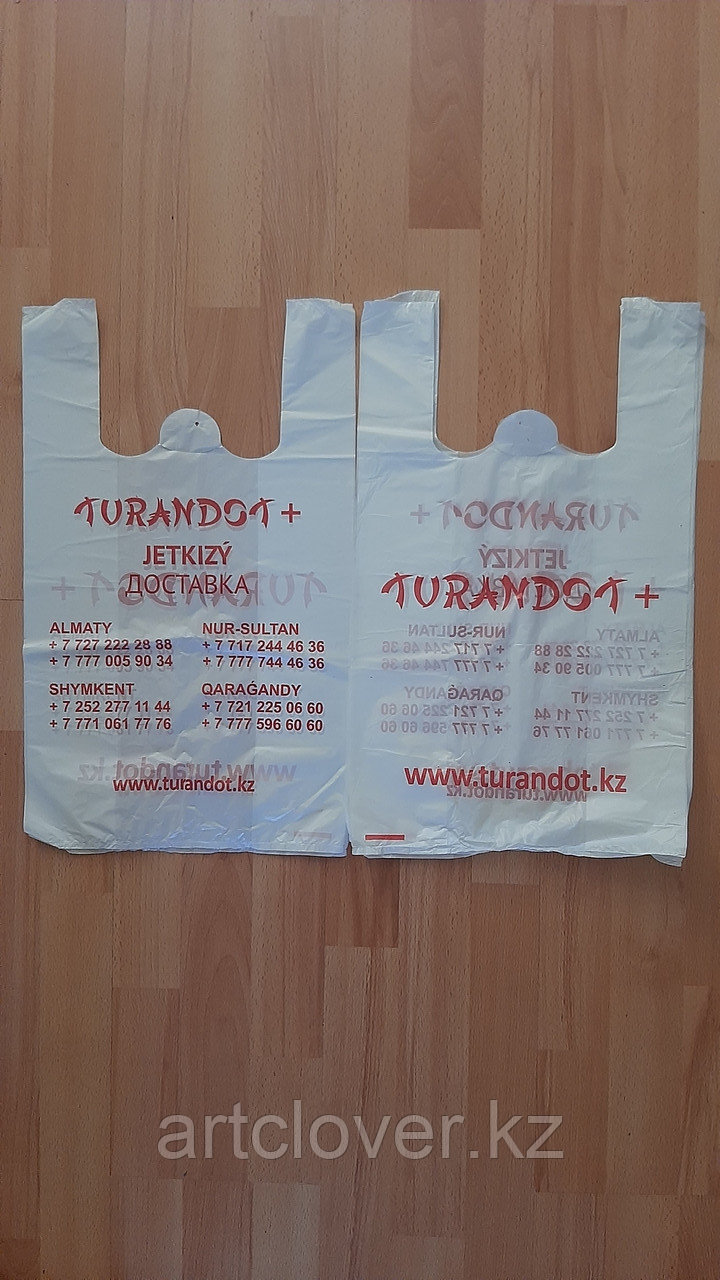 TURANDOT +
JETKIZÝ
ДОСТАВКА
ALMATY
+ 7 727 222 28 88
+ 7 777 005 90 34
NUR-SULTAN
+ 7 717 244 46 36
+ 7 777 744 46 36
SHYMKENT
+ 7 252 277 11 44
+ 7 771 061 77 76
QARAǴANDY
+ 7 721 225 06 60
+ 7 777 596 60 60
www.turandot.kz
TURANDOT +
www.turandot.kz
artclover.kz